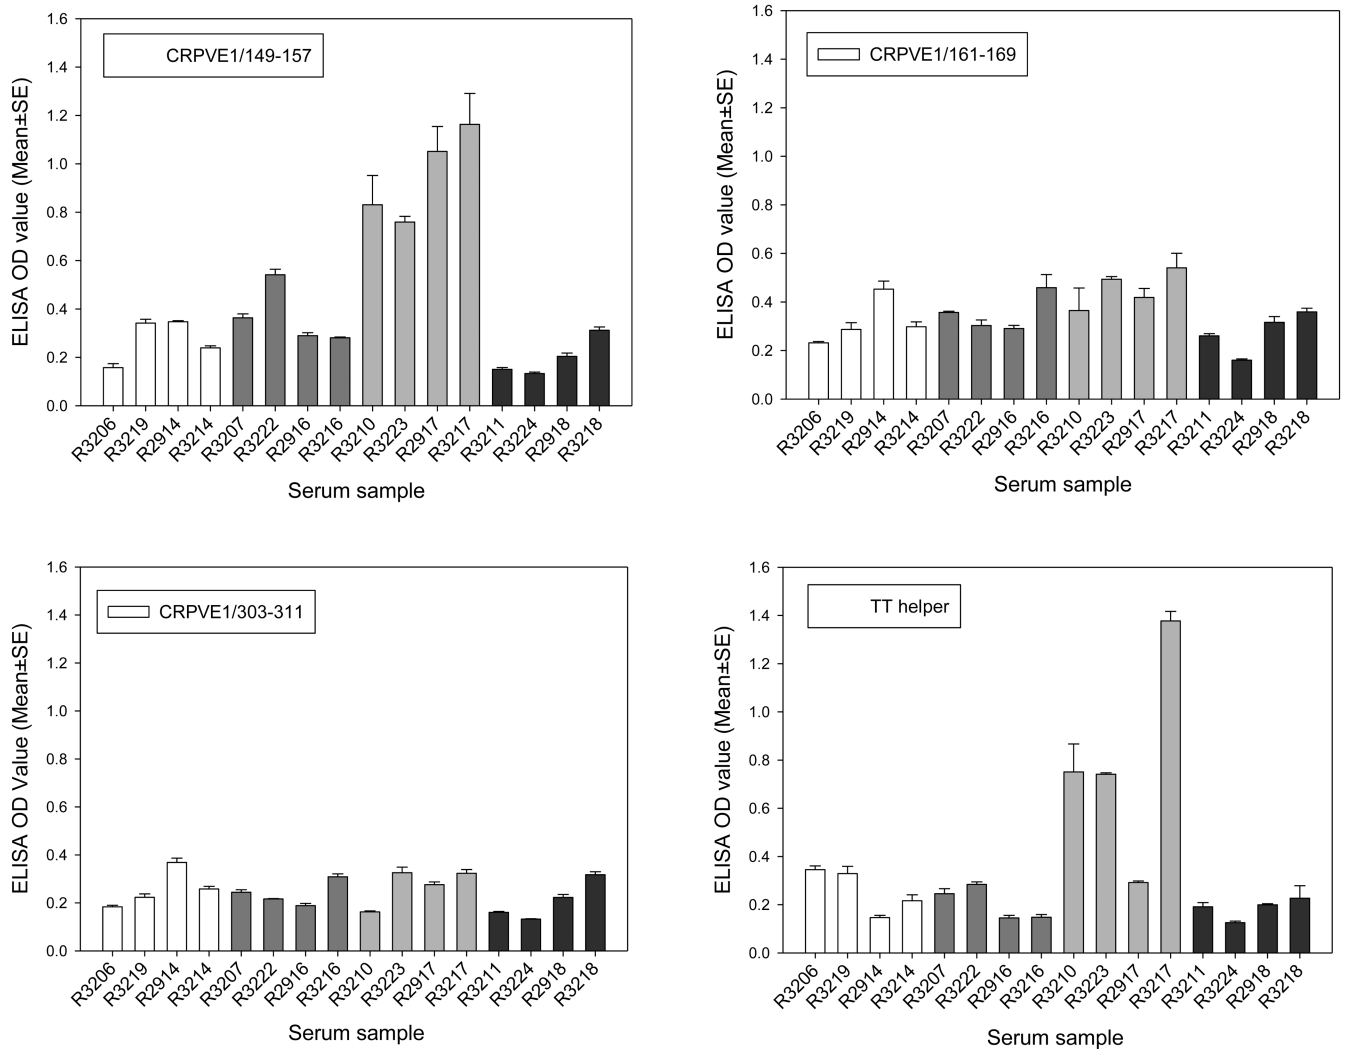 CRPVE1/149-157
ELISA OD value (Mean±SE)
1.6
1.4
1.2
1.0
0.8
0.6
0.4
0.2
0.0
R3206 R3219 R2914 R3214 R3207 R3222 R2916 R3216 R3210 R3223 R2917 R3217 R3211 R3224 R2918 R3218
Serum sample
CRPVE1/161-169
ELISA OD value (Mean±SE)
1.6
1.4
1.2
1.0
0.8
0.6
0.4
0.2
0.0
R3206 R3219 R2914 R3214 R3207 R3222 R2916 R3216 R3210 R3223 R2917 R3217 R3211 R3224 R2918 R3218
Serum sample
CRPVE1/303-311
ELISA OD Value (Mean±SE)
1.6
1.4
1.2
1.0
0.8
0.6
0.4
0.2
0.0
R3206 R3219 R2914 R3214 R3207 R3222 R2916 R3216 R3210 R3223 R2917 R3217 R3211 R3224 R2918 R3218
Serum sample
TT helper
ELISA OD value (Mean±SE)
1.6
1.4
1.2
1.0
0.8
0.6
0.4
0.2
0.0
R3206 R3219 R2914 R3214 R3207 R3222 R2916 R3216 R3210 R3223 R2917 R3217 R3211 R3224 R2918 R3218
Serum sample